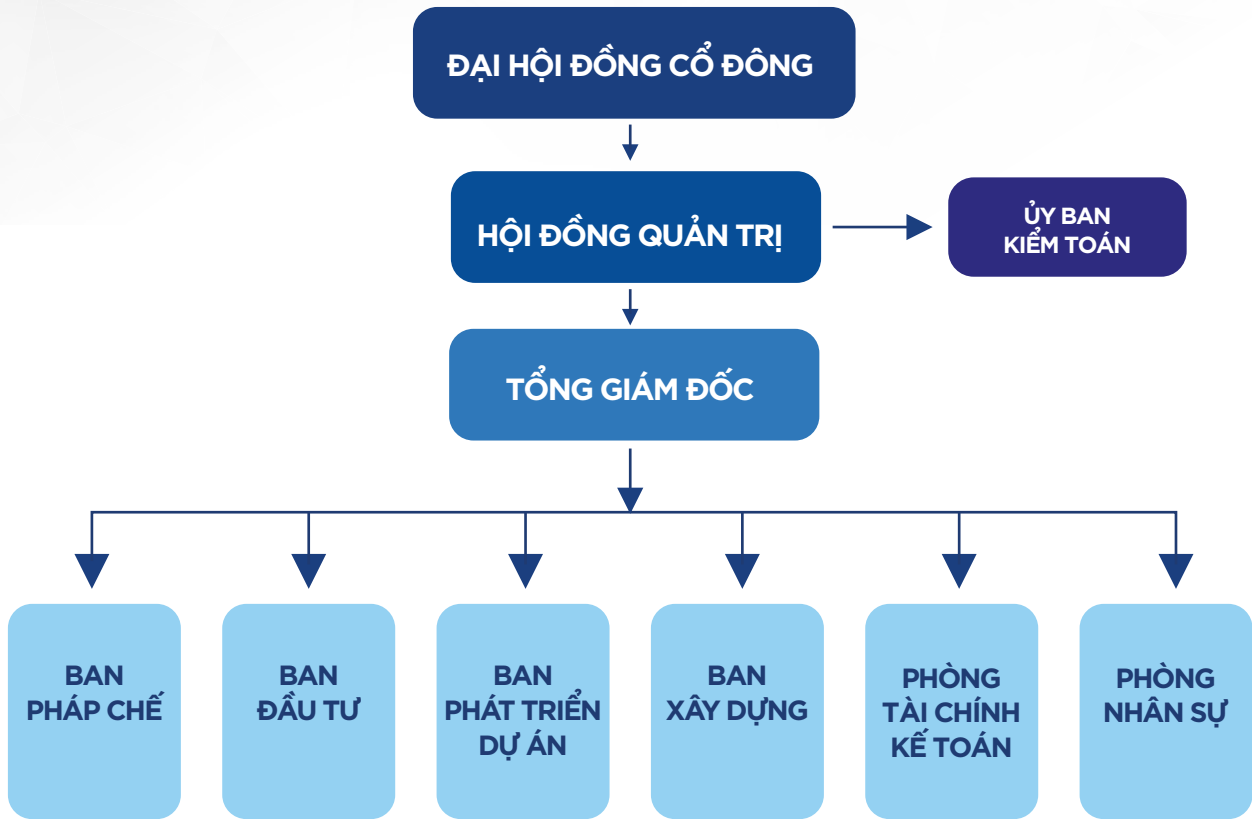 ĐẠI HỘI ĐỒNG CỔ ĐÔNG
HỘI ĐỒNG QUẢN TRỊ
ỦY BAN
KIỂM TOÁN
TỔNG GIÁM ĐỐC
BAN
PHÁP CHẾ
BAN
ĐẦU TƯ
BAN
PHÁT TRIỂN
DỰ ÁN
BAN
XÂY DỰNG
PHÒNG
TÀI CHÍNH
KẾ TOÁN
PHÒNG
NHÂN SỰ